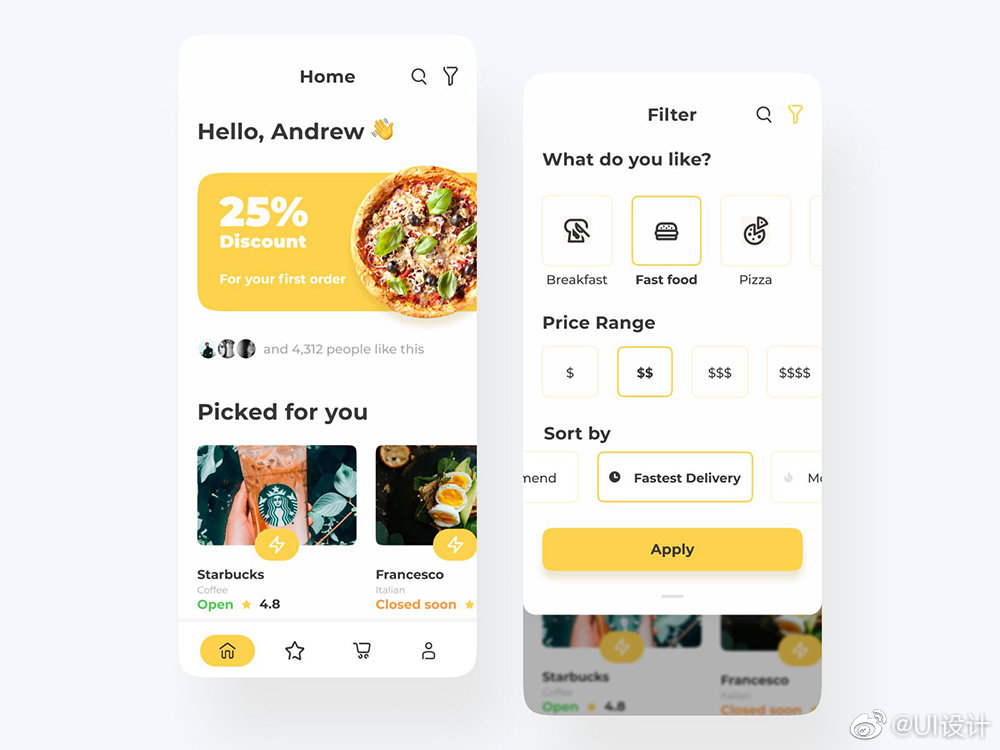 Home
Hello, Andrew 👋
25%
Discount
For your first order
and 4,312 people like this
Picked for you
Starbucks
Coffee
Open ★ 4.8
Francesco
Italian
Closed soon ★
Filter
What do you like?
Breakfast
Fast food
Pizza
Price Range
$ $$ $$$ $$$$
Sort by
mend Fastest Delivery Mo
Apply
Starbucks
Coffee
Open ★ 4.8
Francesco
Italian
Closed soon
@UI设计